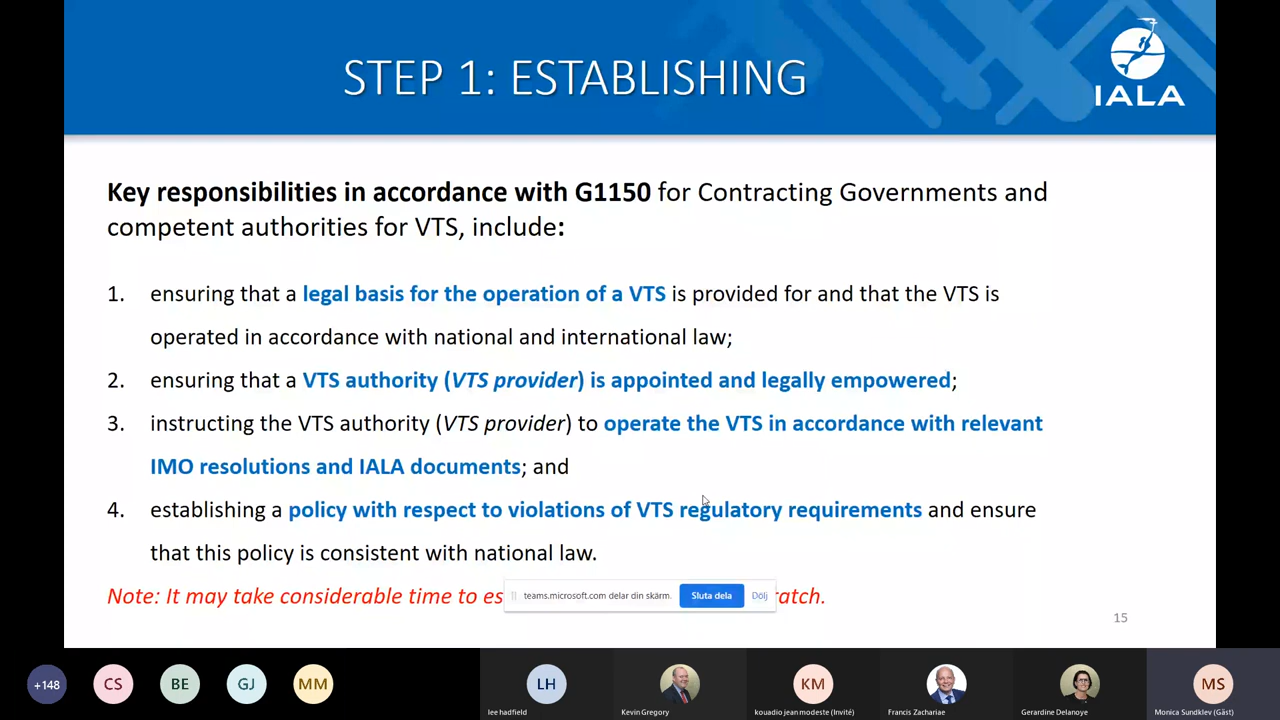 STEP 1: ESTABLISHING
IALA
Key responsibilities in accordance with G1150 for Contracting Governments and
competent authorities for VTS, include:
1. ensuring that a legal basis for the operation of a VTS is provided for and that the VTS is
operated in accordance with national and international law;
2. ensuring that a VTS authority (VTS provider) is appointed and legally empowered;
3. instructing the VTS authority (VTS provider) to operate the VTS in accordance with relevant
IMO resolutions and IALA documents; and
4. establishing a policy with respect to violations of VTS regulatory requirements and ensure
that this policy is consistent with national law.
Note: It may take considerable time to es
teams.microsoft.com delar din skärm. Sluta dela Dölj
ratch.
15
+148 CS BE GJ MM LH KM MS
lee hadfield Kevin Gregory kouadio jean modeste (Invité) Francis Zachariae Gerardine Delanoye Monica Sundklev (Gäst)